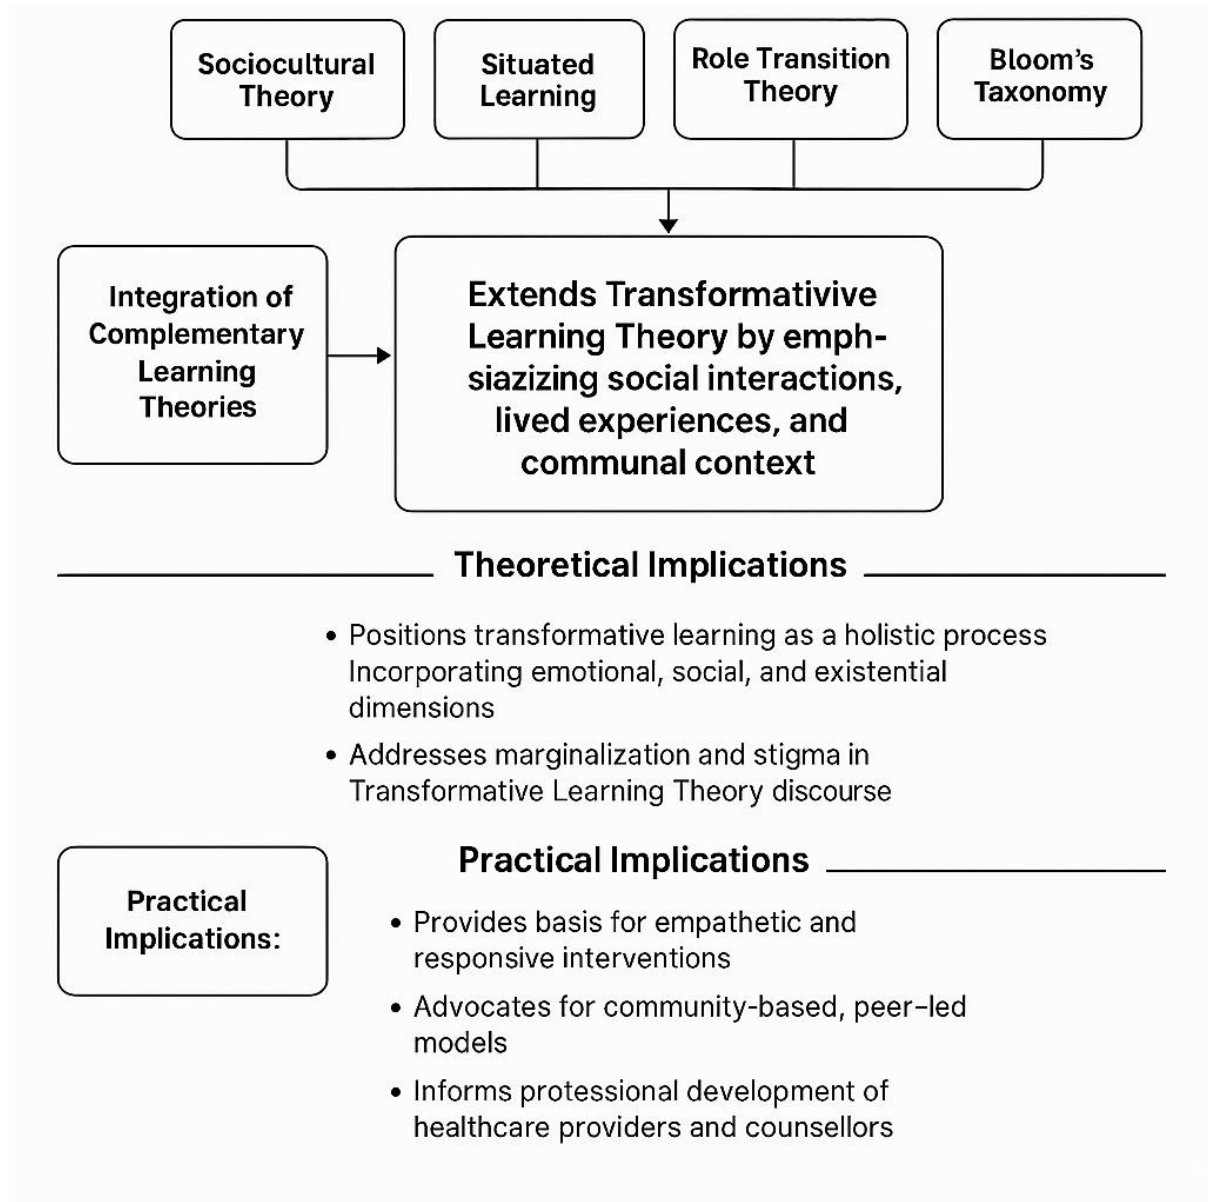 Sociocultural
Theory
Situated
Learning
Role Transition
Theory
Bloom's
Taxonomy
Integration of
Complementary
Learning
Theories
Extends Transformativive
Learning Theory by emph-
siazizing social interactions,
lived experiences, and
communal context
Theoretical Implications
• Positions transformative learning as a holistic process
Incorporating emotional, social, and existential
dimensions
• Addresses marginalization and stigma in
Transformative Learning Theory discourse
Practical
Implications:
Practical Implications
• Provides basis for empathetic and
responsive interventions
• Advocates for community-based, peer–led
models
• Informs protessional development of
healthcare providers and counsellors